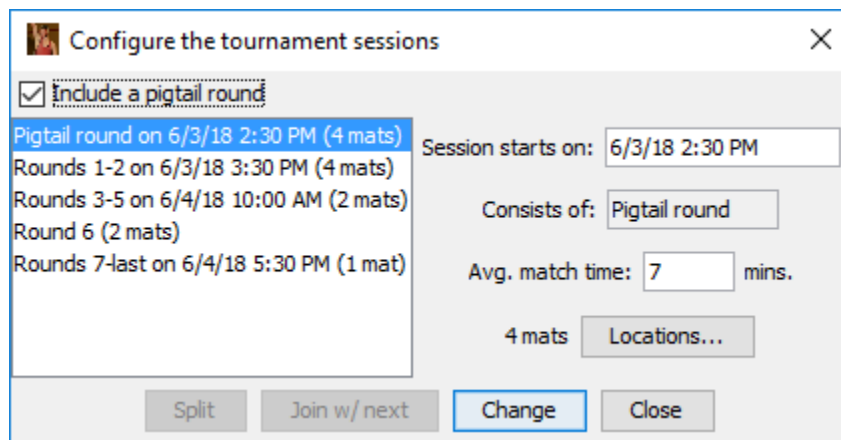 Configure the tournament sessions
Include a pigtail round
Pigtail round on 6/3/18 2:30 PM (4 mats)
Rounds 1-2 on 6/3/18 3:30 PM (4 mats)
Rounds 3-5 on 6/4/18 10:00 AM (2 mats)
Round 6 (2 mats)
Rounds 7-last on 6/4/18 5:30 PM (1 mat)
Session starts on: 6/3/18 2:30 PM
Consists of: Pigtail round
Avg. match time: 7 mins.
4 mats Locations...
Split Join w/ next Change Close